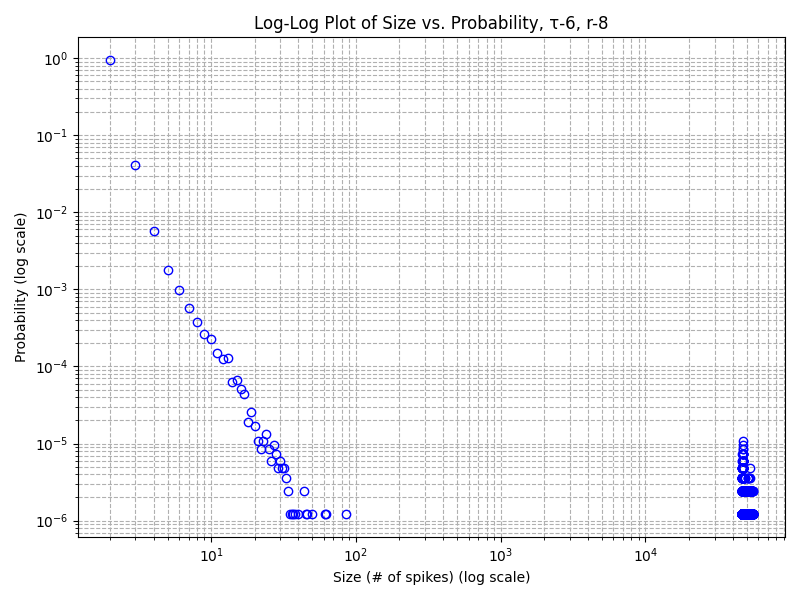 Log-Log Plot of Size vs. Probability, τ-6, r-8
Probability (log scale)
10⁰
10⁻¹
10⁻²
10⁻³
10⁻⁴
10⁻⁵
10⁻⁶
10¹ 10² 10³ 10⁴
Size (# of spikes) (log scale)